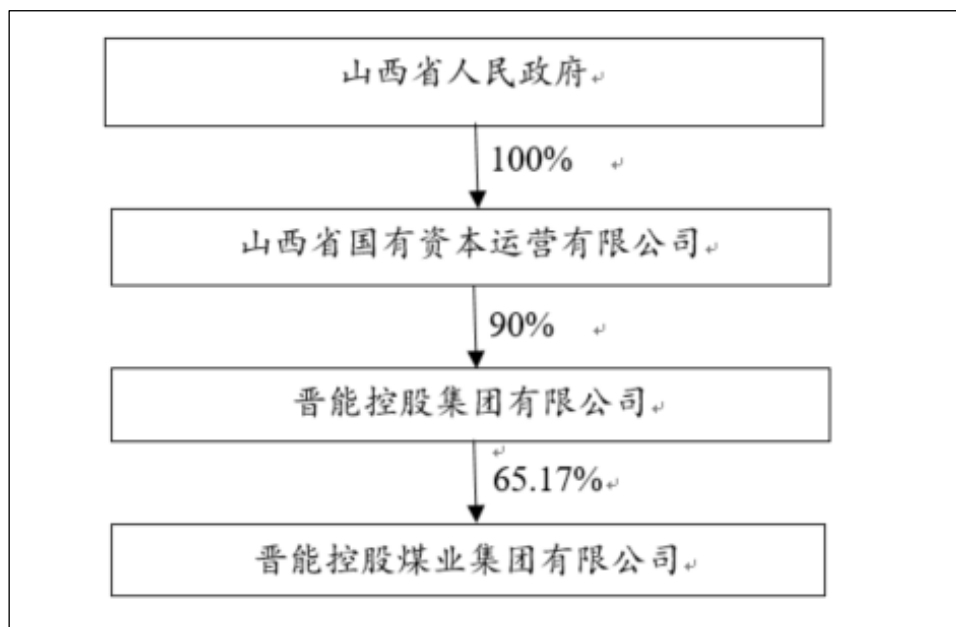 山西省人民政府
100%
山西省国有资本运营有限公司
90%
晋能控股集团有限公司
65.17%
晋能控股煤业集团有限公司